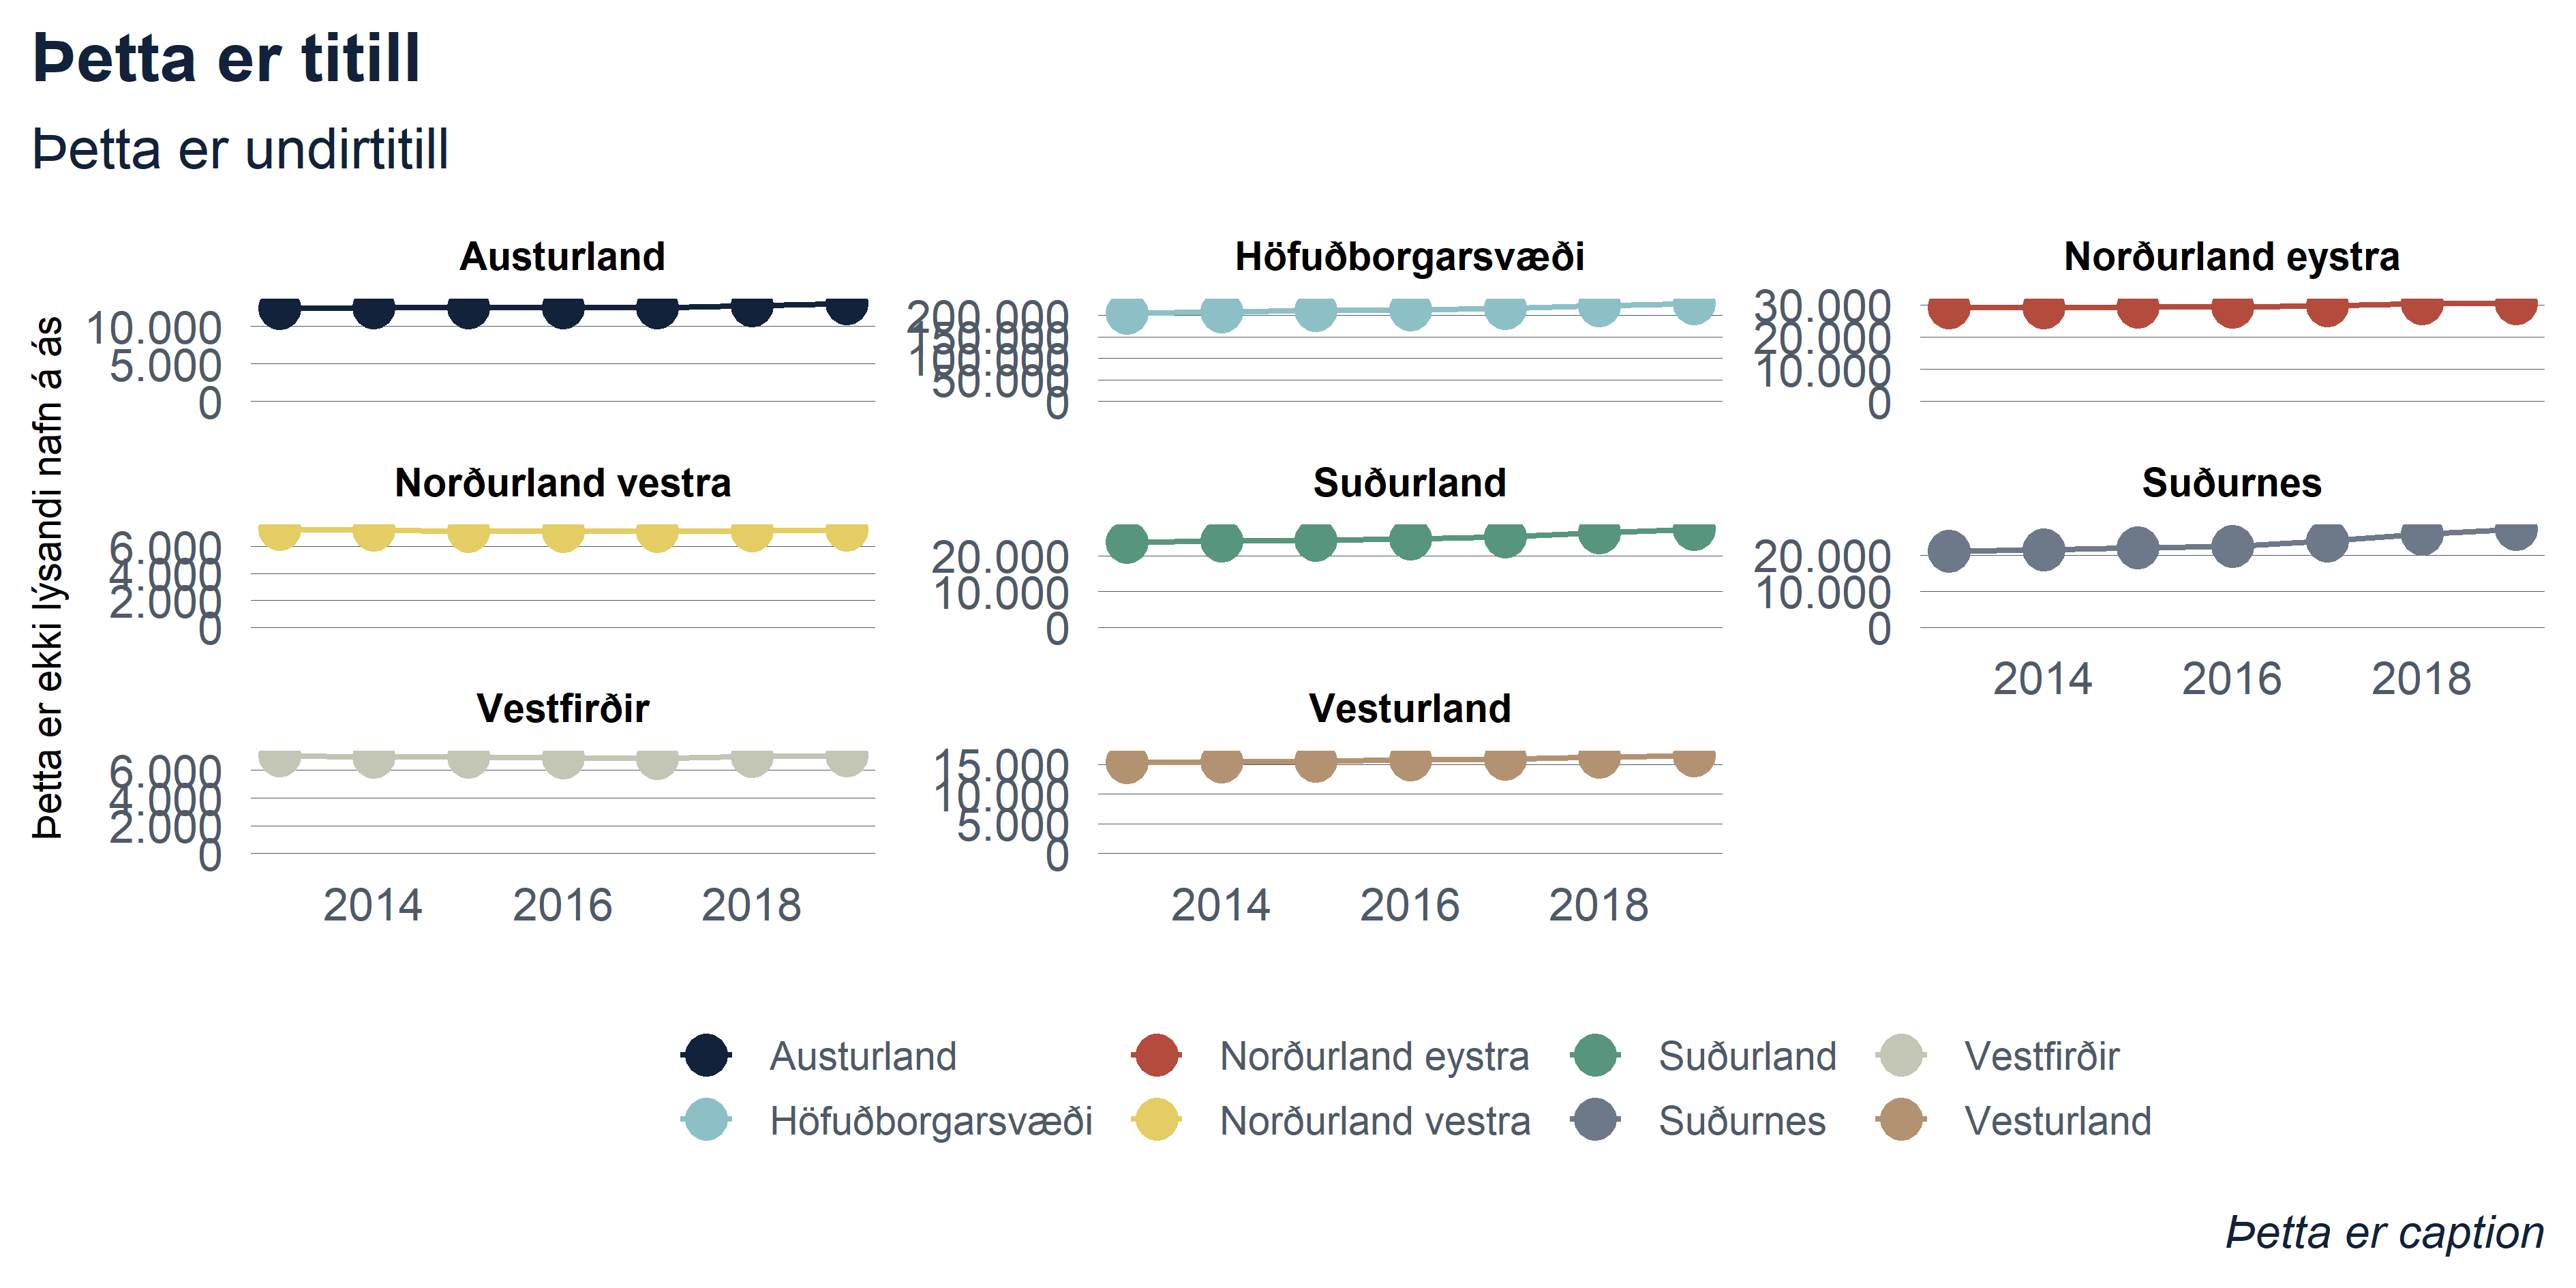 Þetta er titill
Þetta er undirtitill
Þetta er ekki lýsandi nafn á ás
Austurland
10.000
5.000
0
Höfuðborgarsvæði
200.000
150.000
100.000
50.000
0
Norðurland eystra
30.000
20.000
10.000
0
Norðurland vestra
6.000
4.000
2.000
0
Suðurland
20.000
10.000
0
Suðurnes
20.000
10.000
0
2014 2016 2018
Vestfirðir
6.000
4.000
2.000
0
2014 2016 2018
Vesturland
15.000
10.000
5.000
0
2014 2016 2018
Austurland Norðurland eystra Suðurland Vestfirðir
Höfuðborgarsvæði Norðurland vestra Suðurnes Vesturland
Þetta er caption